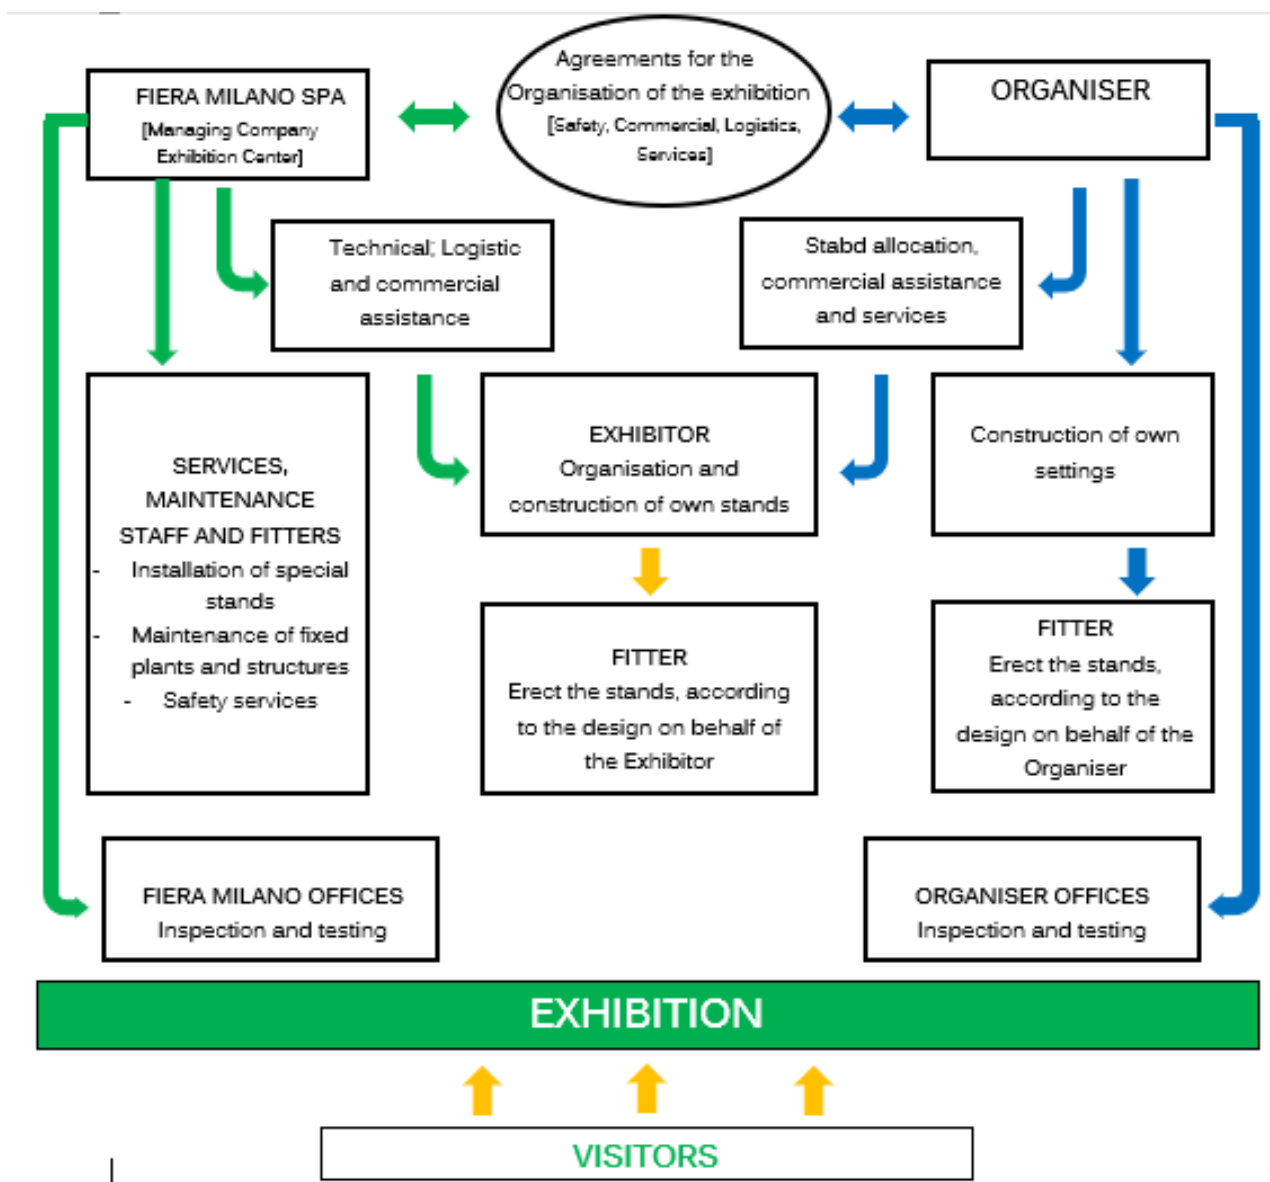 FIERA MILANO SPA
[Managing Company
Exhibition Center]
Agreements for the
Organisation of the exhibition
[Safety, Commercial, Logistics,
Services]
ORGANISER
Technical; Logistic
and commercial
assistance
Stabd allocation,
commercial assistance
and services
SERVICES,
MAINTENANCE
STAFF AND FITTERS
- Installation of special
stands
- Maintenance of fixed
plants and structures
- Safety services
EXHIBITOR
Organisation and
construction of own stands
Construction of own
settings
FITTER
Erect the stands, according
to the design on behalf of
the Exhibitor
FITTER
Erect the stands,
according to the
design on behalf of the
Organiser
FIERA MILANO OFFICES
Inspection and testing
ORGANISER OFFICES
Inspection and testing
EXHIBITION
VISITORS